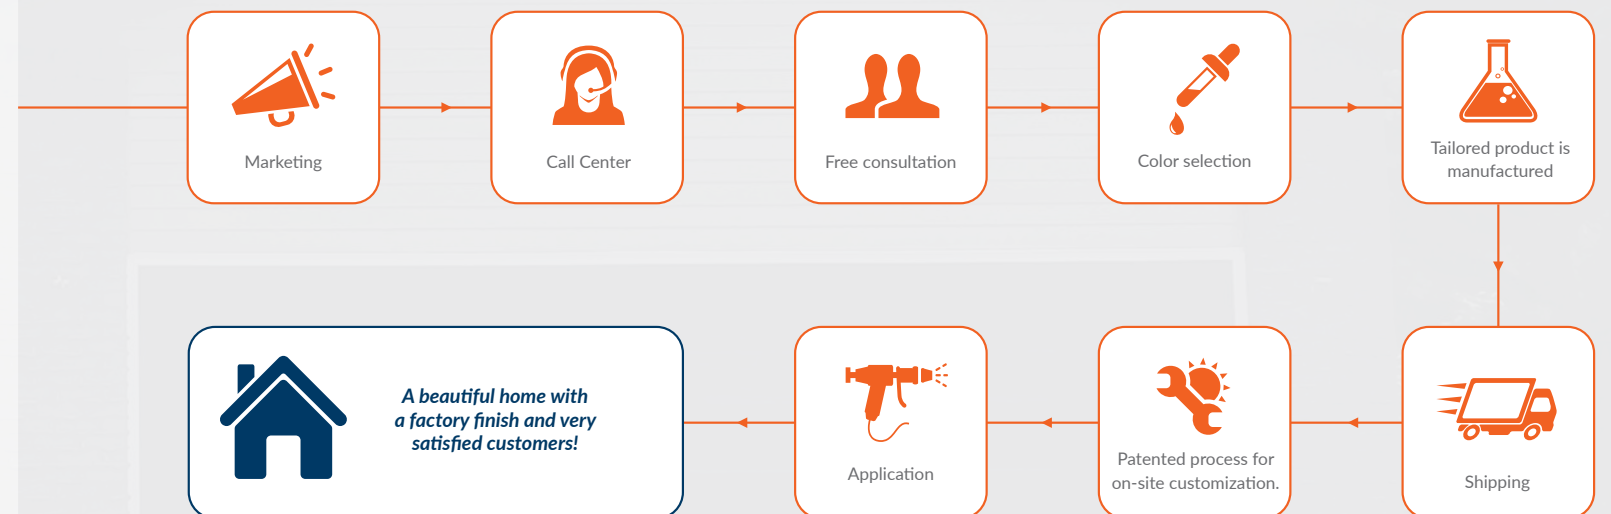 Marketing
Call Center
Free consultation
Color selection
Tailored product is
manufactured
A beautiful home with
a factory finish and very
satisfied customers!
Application
Patented process for
on-site customization.
Shipping